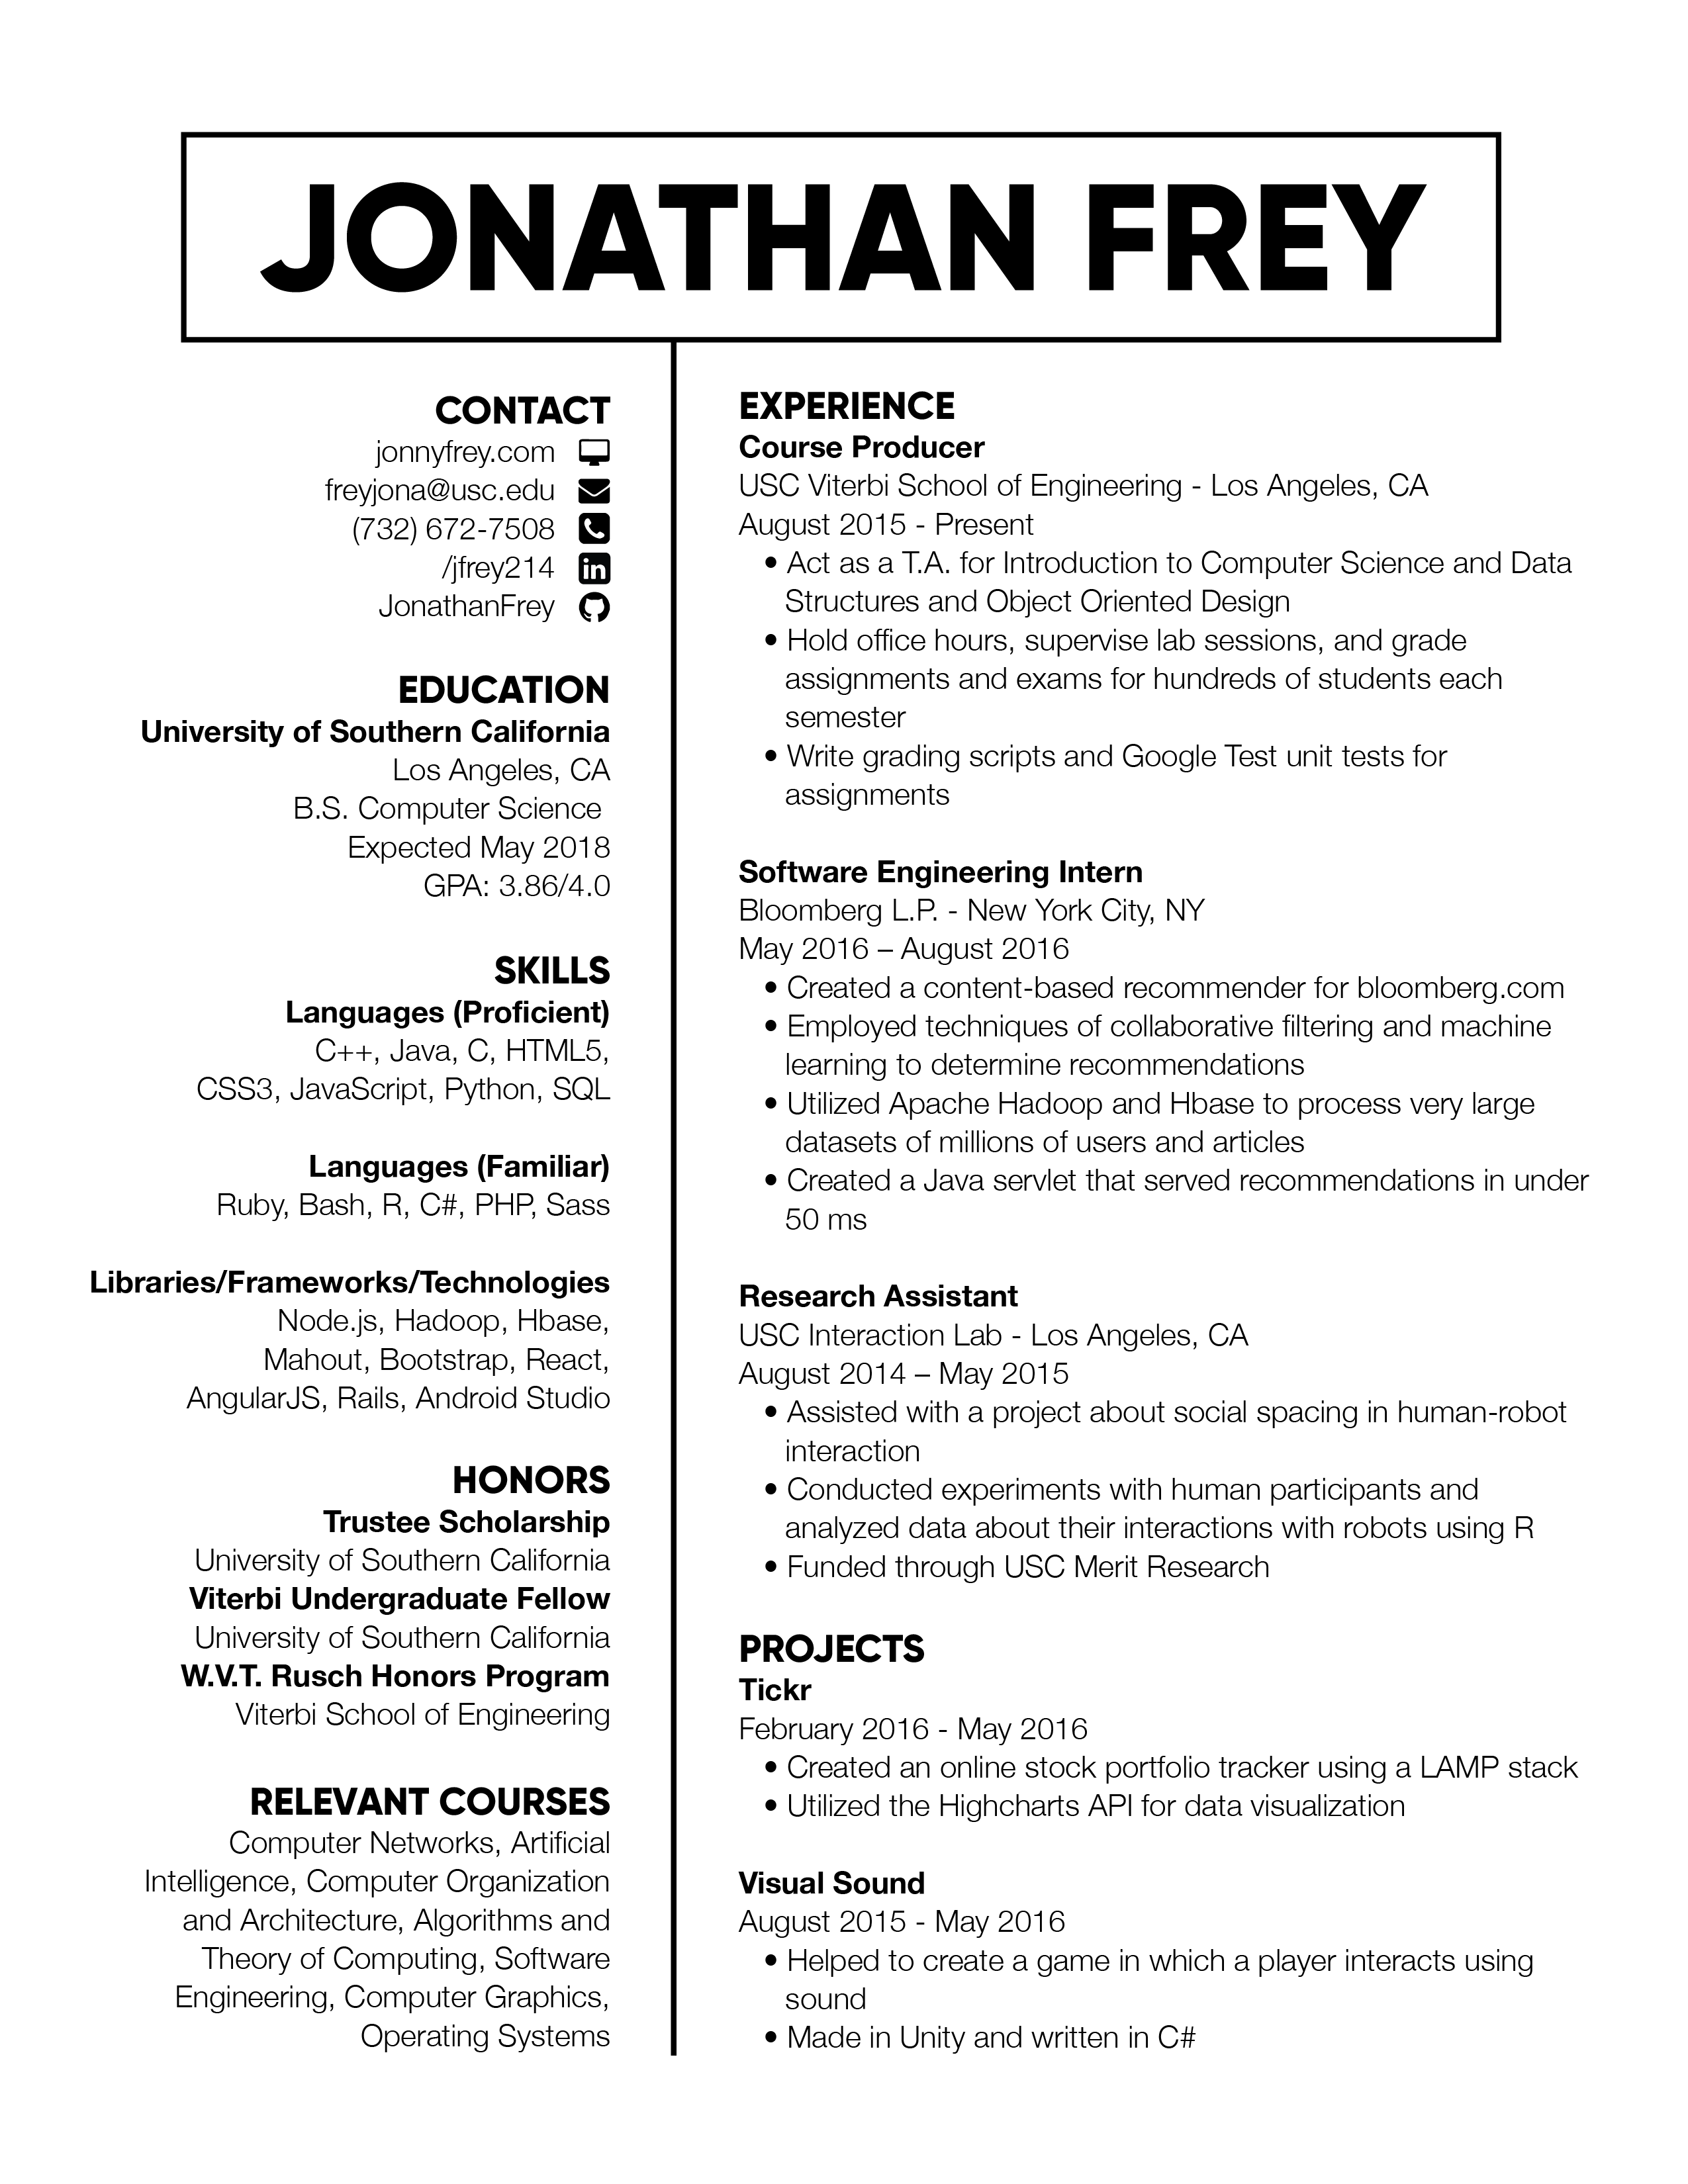 JONATHAN FREY
CONTACT
jonnyfrey.com
freyjona@usc.edu
(732) 672-7508
/jfrey214
JonathanFrey
EDUCATION
University of Southern California
Los Angeles, CA
B.S. Computer Science
Expected May 2018
GPA: 3.86/4.0
SKILLS
Languages (Proficient)
C++, Java, C, HTML5,
CSS3, JavaScript, Python, SQL
Languages (Familiar)
Ruby, Bash, R, C#, PHP, Sass
Libraries/Frameworks/Technologies
Node.js, Hadoop, Hbase,
Mahout, Bootstrap, React,
AngularJS, Rails, Android Studio
HONORS
Trustee Scholarship
University of Southern California
Viterbi Undergraduate Fellow
University of Southern California
W.V.T. Rusch Honors Program
Viterbi School of Engineering
RELEVANT COURSES
Computer Networks, Artificial
Intelligence, Computer Organization
and Architecture, Algorithms and
Theory of Computing, Software
Engineering, Computer Graphics,
Operating Systems
EXPERIENCE
Course Producer
USC Viterbi School of Engineering - Los Angeles, CA
August 2015 - Present
• Act as a T.A. for Introduction to Computer Science and Data
Structures and Object Oriented Design
• Hold office hours, supervise lab sessions, and grade
assignments and exams for hundreds of students each
semester
• Write grading scripts and Google Test unit tests for
assignments
Software Engineering Intern
Bloomberg L.P. - New York City, NY
May 2016 – August 2016
• Created a content-based recommender for bloomberg.com
• Employed techniques of collaborative filtering and machine
learning to determine recommendations
• Utilized Apache Hadoop and Hbase to process very large
datasets of millions of users and articles
• Created a Java servlet that served recommendations in under
50 ms
Research Assistant
USC Interaction Lab - Los Angeles, CA
August 2014 – May 2015
• Assisted with a project about social spacing in human-robot
interaction
• Conducted experiments with human participants and
analyzed data about their interactions with robots using R
• Funded through USC Merit Research
PROJECTS
Tickr
February 2016 - May 2016
• Created an online stock portfolio tracker using a LAMP stack
• Utilized the Highcharts API for data visualization
Visual Sound
August 2015 - May 2016
• Helped to create a game in which a player interacts using
sound
• Made in Unity and written in C#